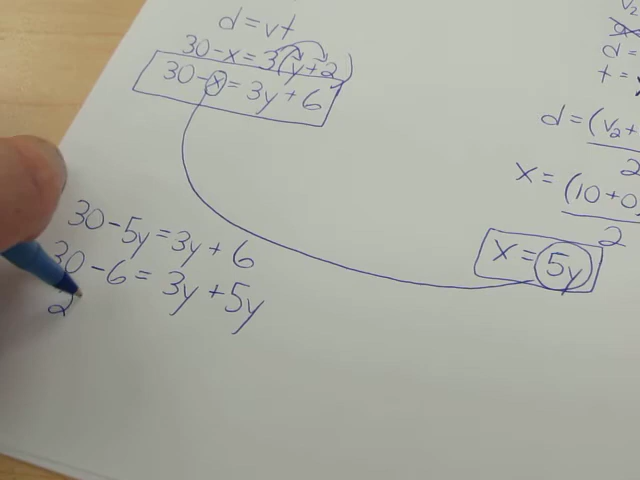 d = vt
30 - x = 3(y + 2)
30 - x = 3y + 6
30 - 5y = 3y + 6
30 - 6 = 3y + 5y
2
v₂
d =
t =
d = (v₂ +
2
x = (10 + 0)
2
x = 5y